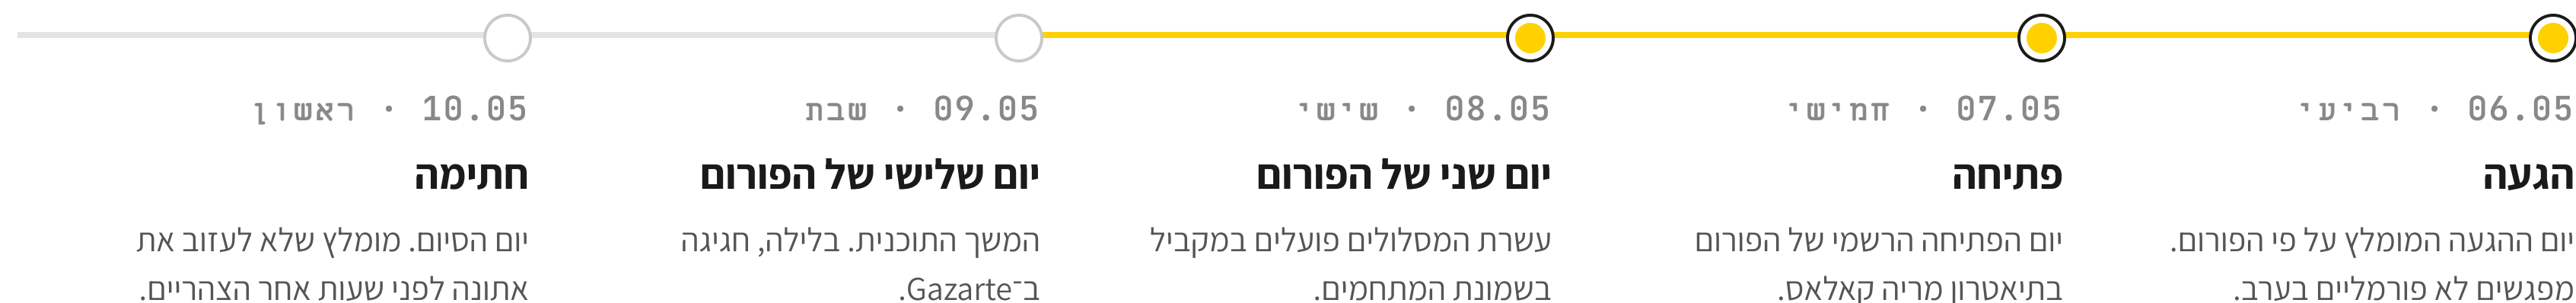 06.05 · רביעי
הגעה
יום ההגעה המומלץ על פי הפורום.
מפגשים לא פורמליים בערב.
07.05 · חמישי
פתיחה
יום הפתיחה הרשמי של הפורום
בתיאטרון מריה קאלאס.
08.05 · שישי
יום שני של הפורום
עשרת המסלולים פועלים במקביל
בשמונת המתחמים.
09.05 · שבת
יום שלישי של הפורום
המשך התוכנית. בלילה, חגיגה
ב־Gazarte.
10.05 · ראשון
חתימה
יום הסיום. מומלץ שלא לעזוב את
אתונה לפני שעות אחר הצהריים.